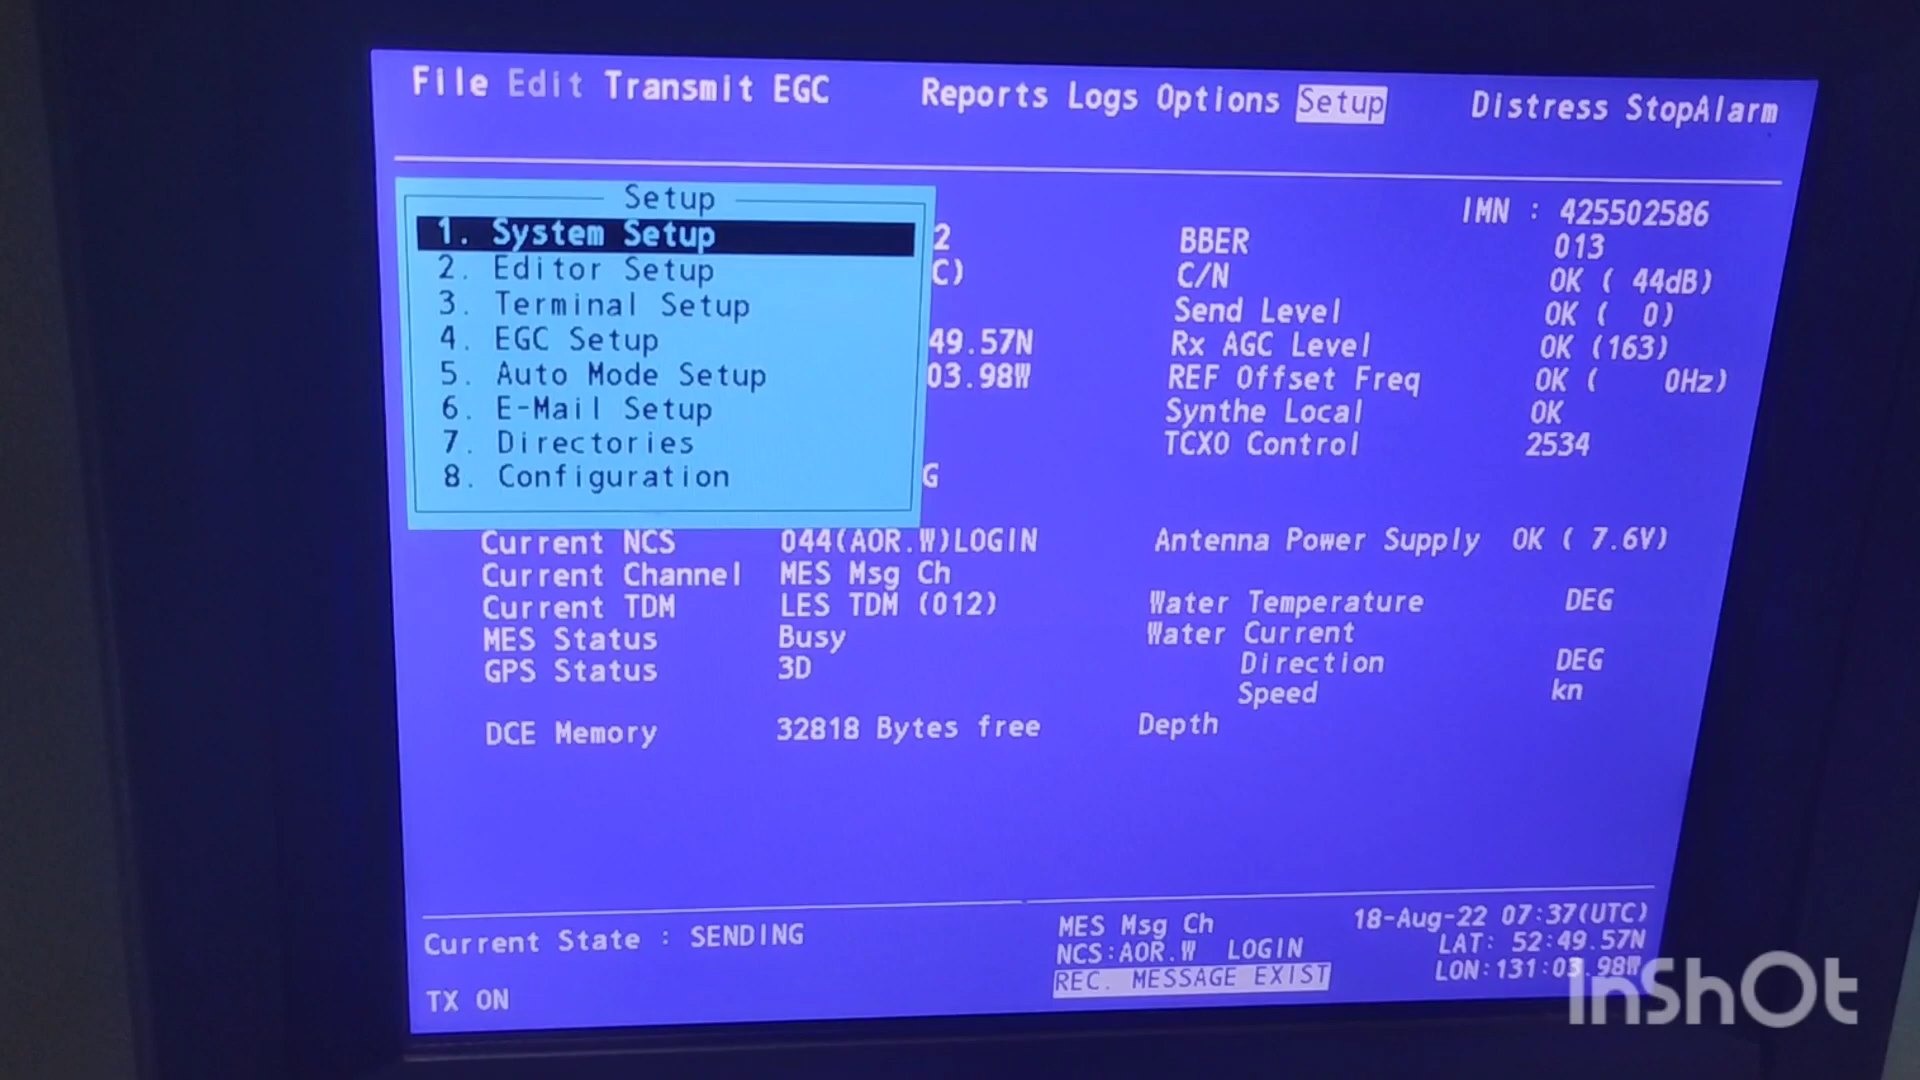 File Edit Transmit EGC Reports Logs Options Setup Distress StopAlarm
Setup
1. System Setup
2. Editor Setup
3. Terminal Setup
4. EGC Setup
5. Auto Mode Setup
6. E-Mail Setup
7. Directories
8. Configuration
2
C)
49.57N
03.98W
G
IMN : 425502586
BBER 013
C/N OK ( 44dB)
Send Level OK ( 0)
Rx AGC Level OK (163)
REF Offset Freq OK ( 0Hz)
Synthe Local OK
TCXO Control 2534
Current NCS 044(AOR.W)LOGIN
Current Channel MES Msg Ch
Current TDM LES TDM (012)
MES Status Busy
GPS Status 3D
DCE Memory 32818 Bytes free
Antenna Power Supply OK ( 7.6V)
Water Temperature DEG
Water Current
Direction DEG
Speed kn
Depth
Current State : SENDING
TX ON
MES Msg Ch
NCS:AOR.W LOGIN
REC. MESSAGE EXIST
18-Aug-22 07:37(UTC)
LAT: 52:49.57N
LON:131:03.98W
InShOt